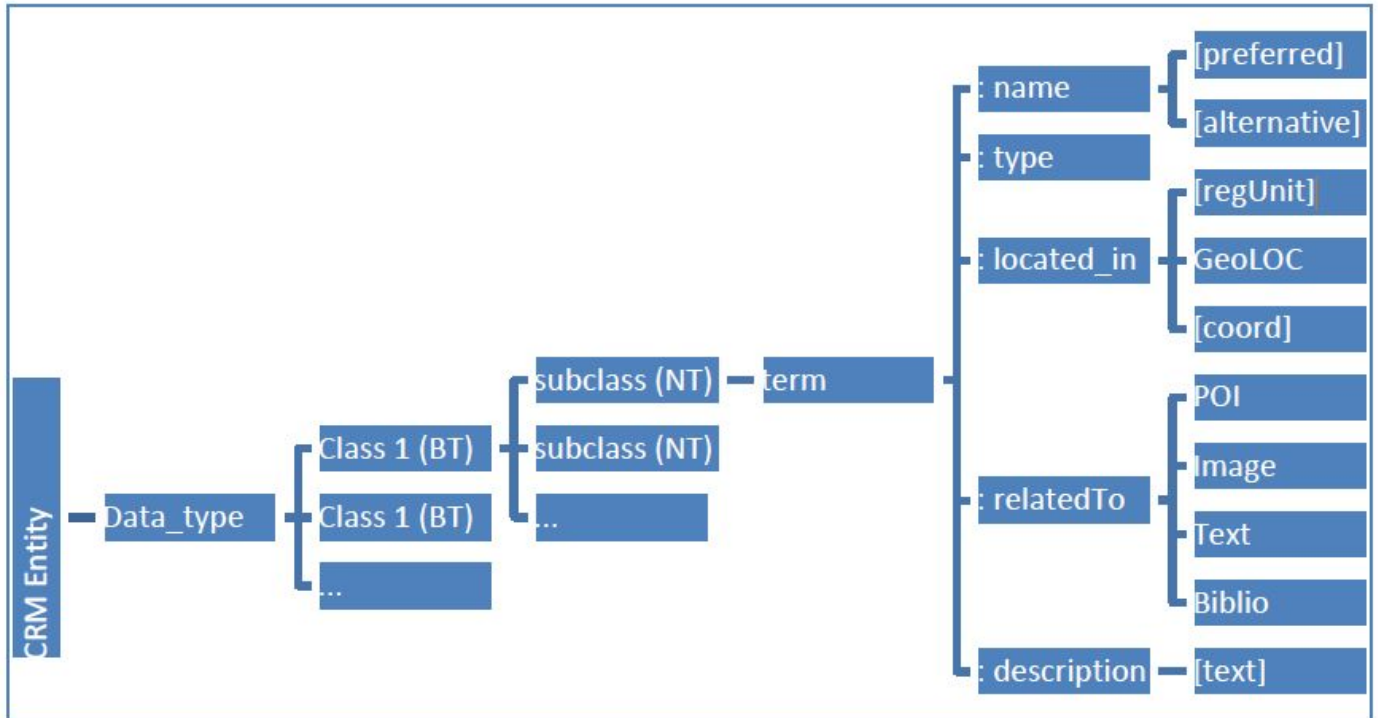 CRM Entity
Data_type
Class 1 (BT)
Class 1 (BT)
...
subclass (NT)
subclass (NT)
...
term
: name
: type
: located_in
: relatedTo
: description
[preferred]
[alternative]
[regUnit]
GeoLOC
[coord]
POI
Image
Text
Biblio
[text]